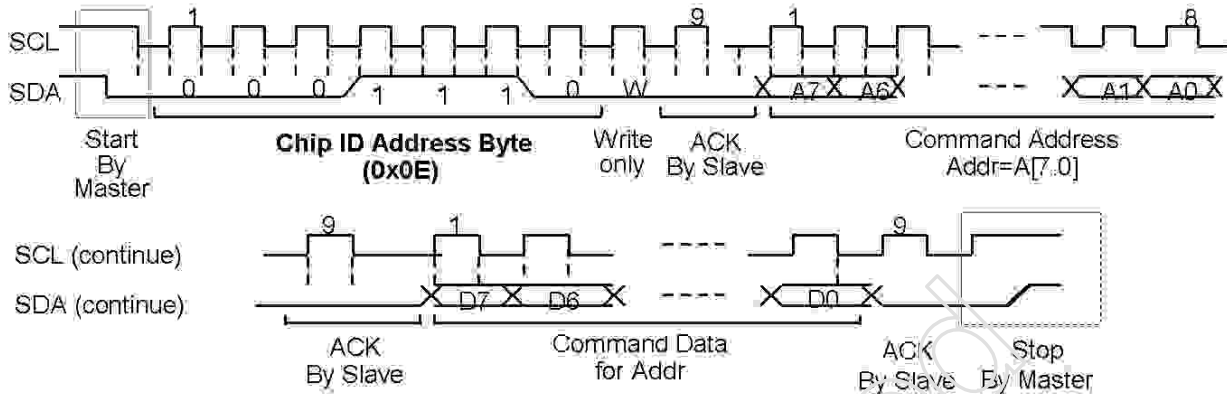 1 9 1 8
SCL
SDA 0 0 0 1 1 1 0 W A7 A6 A1 A0
Start By Master
Chip ID Address Byte (0x0E)
Write only
ACK By Slave
Command Address Addr=A[7..0]
9 1 9
SCL (continue)
SDA (continue) D7 D6 D0
ACK By Slave
Command Data for Addr
ACK By Slave
Stop By Master